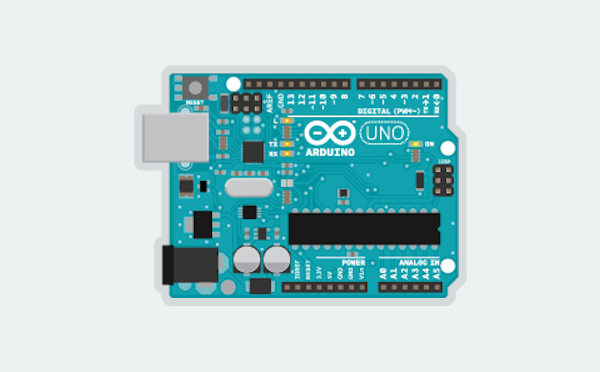 RESET
AREF
GND
13
12
~11
~10
~9
8
7
~6
~5
4
~3
2
TX→1
RX←0
DIGITAL (PWM~)
L
TX
RX
UNO
ARDUINO
ON
ICSP
POWER
ANALOG IN
IOREF
RESET
3.3V
5V
GND
GND
Vin
A0
A1
A2
A3
A4
A5